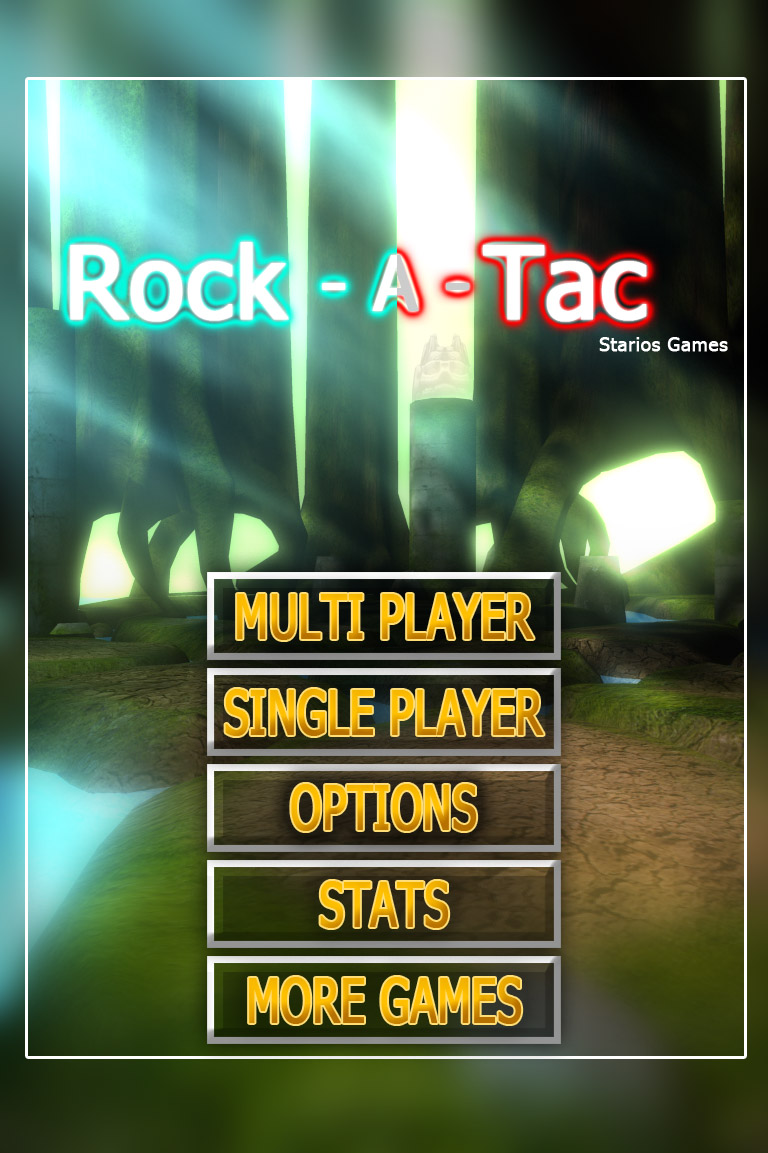 Rock - A - Tac
Starios Games
MULTI PLAYER
SINGLE PLAYER
OPTIONS
STATS
MORE GAMES